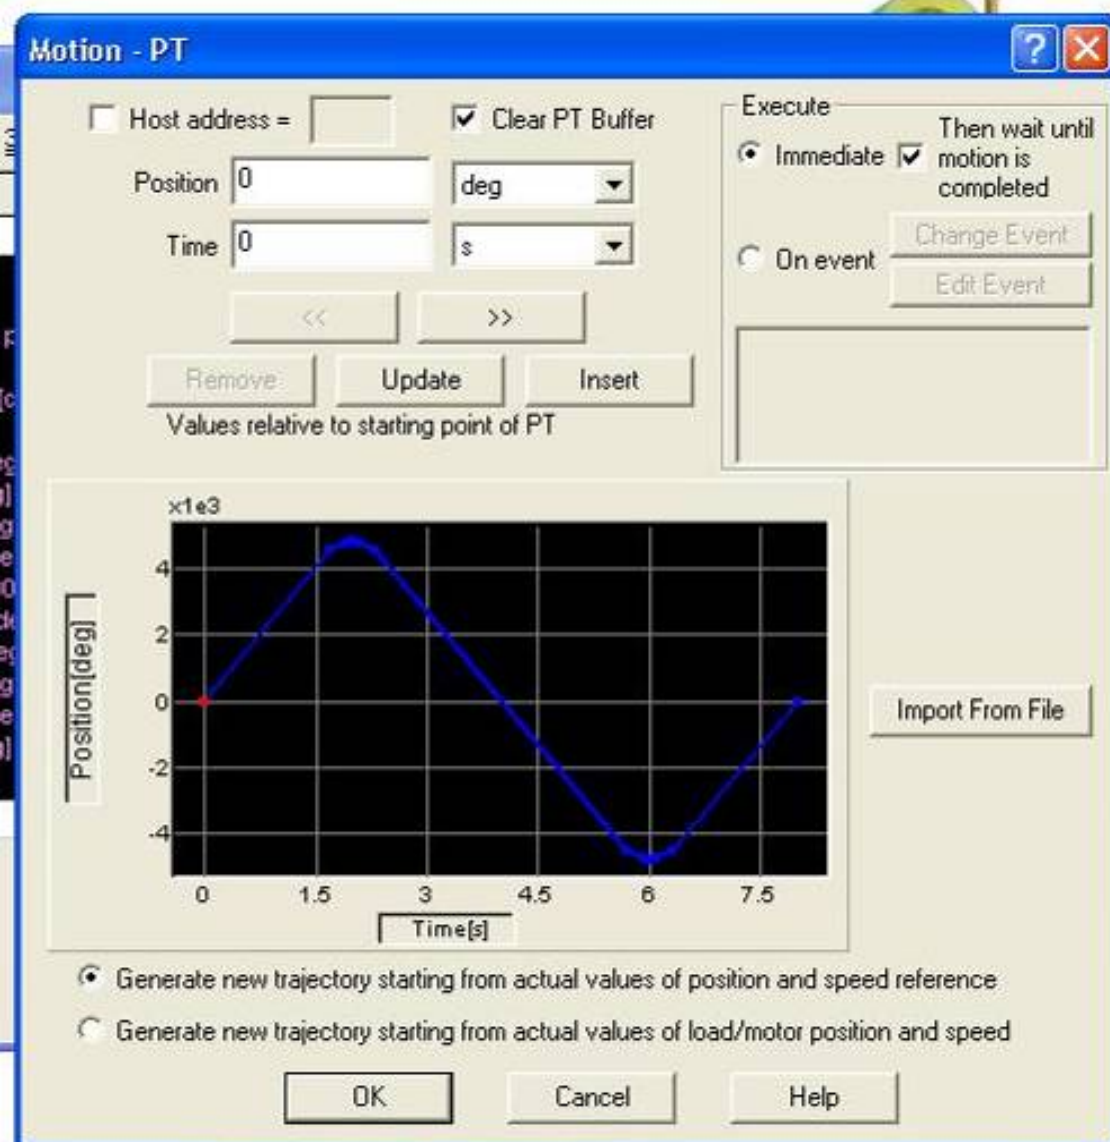 Motion - PT
Host address =
Clear PT Buffer
Position 0 deg
Time 0 s
<< >>
Remove Update Insert
Values relative to starting point of PT
Execute
Immediate
Then wait until
motion is
completed
On event
Change Event
Edit Event
x1e3
4
2
0
-2
-4
Position[deg]
0 1.5 3 4.5 6 7.5
Time[s]
Import From File
Generate new trajectory starting from actual values of position and speed reference
Generate new trajectory starting from actual values of load/motor position and speed
OK Cancel Help